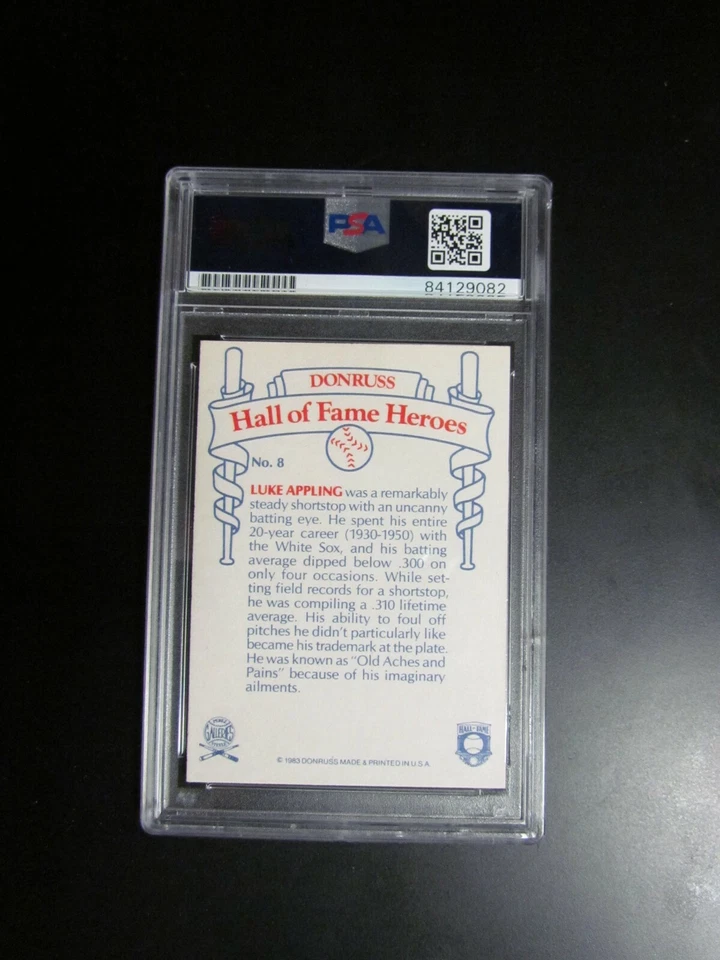 PSA
84129082
DONRUSS
Hall of Fame Heroes
No. 8
LUKE APPLING was a remarkably
steady shortstop with an uncanny
batting eye. He spent his entire
20-year career (1930-1950) with
the White Sox, and his batting
average dipped below .300 on
only four occasions. While set-
ting field records for a shortstop,
he was compiling a .310 lifetime
average. His ability to foul off
pitches he didn't particularly like
became his trademark at the plate.
He was known as "Old Aches and
Pains" because of his imaginary
ailments.
GALLERIES
HALL OF FAME
© 1983 DONRUSS MADE & PRINTED IN U.S.A.